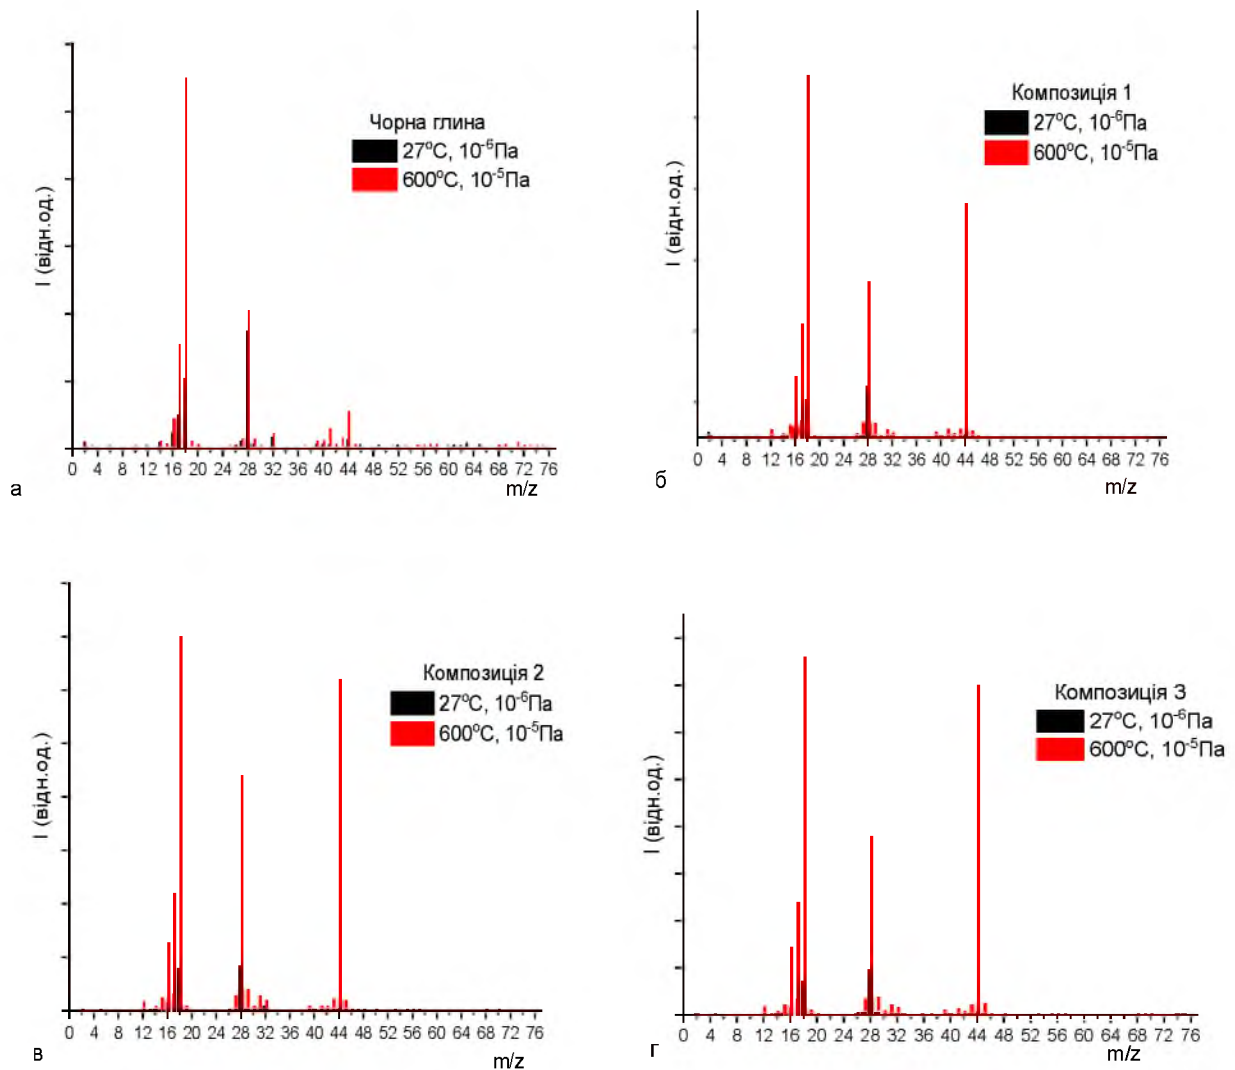 Чорна глина
27°C, 10⁻⁶Па
600°C, 10⁻⁵Па
I (відн.од.)
0 4 8 12 16 20 24 28 32 36 40 44 48 52 56 60 64 68 72 76
m/z
а
Композиція 1
27°C, 10⁻⁶Па
600°C, 10⁻⁵Па
I (відн.од.)
0 4 8 12 16 20 24 28 32 36 40 44 48 52 56 60 64 68 72 76
m/z
б
Композиція 2
27°C, 10⁻⁶Па
600°C, 10⁻⁵Па
I (відн.од.)
0 4 8 12 16 20 24 28 32 36 40 44 48 52 56 60 64 68 72 76
m/z
в
Композиція 3
27°C, 10⁻⁶Па
600°C, 10⁻⁵Па
I (відн.од.)
0 4 8 12 16 20 24 28 32 36 40 44 48 52 56 60 64 68 72 76
m/z
г